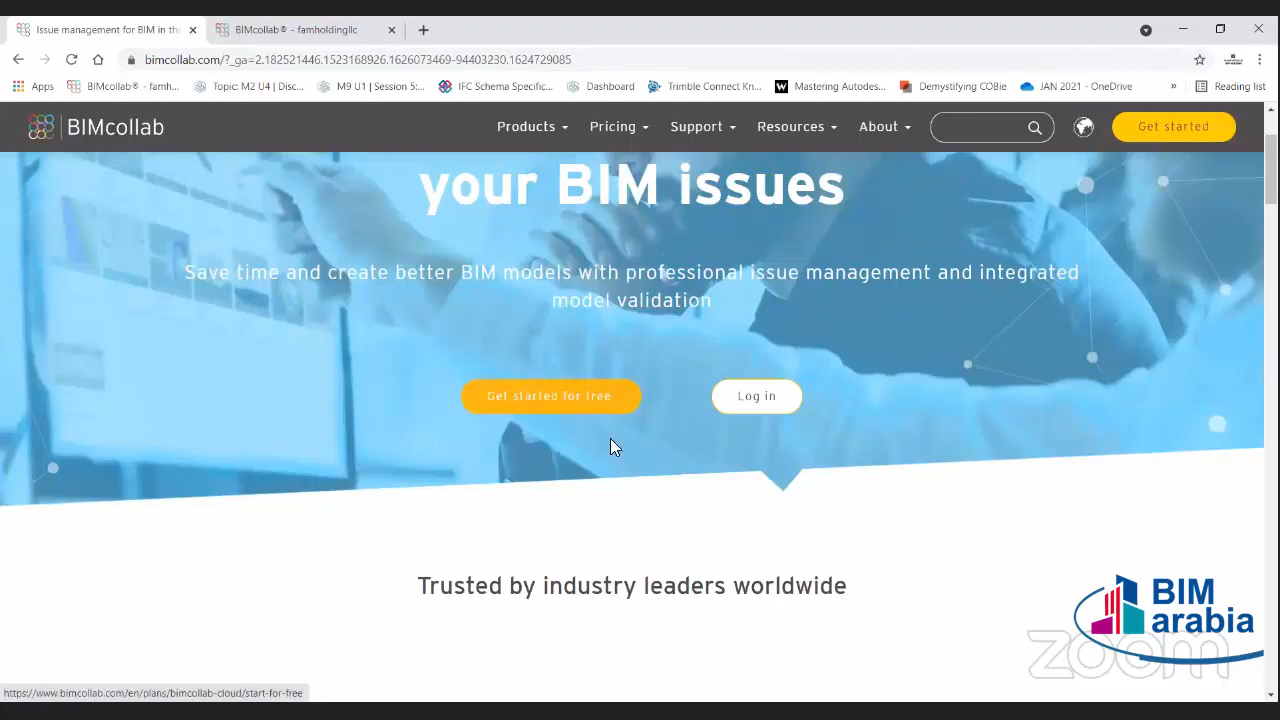 Issue management for BIM in th
BIMcollab® - famholdingllc
bimcollab.com/?_ga=2.182521446.1523168926.1626073469-94403230.1624729085
Apps
BIMcollab® - famh...
Topic: M2 U4 | Disc...
M9 U1'| Session 5:...
IFC Schema Specific...
Dashboard
Trimble Connect Kn...
Mastering Autodes...
Demystifying COBie
JAN 2021 - OneDrive
»
Reading list
BIMcollab
Products
Pricing
Support
Resources
About
Get started
your BIM issues
Save time and create better BIM models with professional issue management and integrated
model validation
Get started for free
Log in
Trusted by industry leaders worldwide
BIM
arabia
zoom
https://www.bimcollab.com/en/plans/bimcollab-cloud/start-for-free